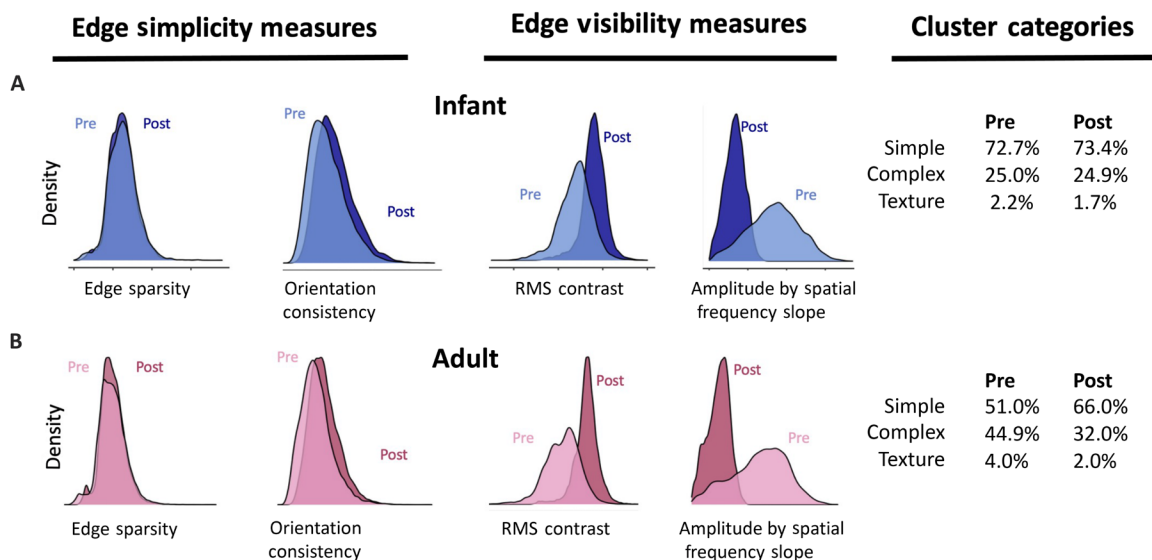 Edge simplicity measures
Edge visibility measures
Cluster categories
A
Infant
Pre
Post
Density
Edge sparsity
Pre
Post
Orientation
consistency
Pre
Post
RMS contrast
Post
Pre
Amplitude by spatial
frequency slope
Pre Post
Simple 72.7% 73.4%
Complex 25.0% 24.9%
Texture 2.2% 1.7%
B
Adult
Pre
Post
Density
Edge sparsity
Pre
Post
Orientation
consistency
Pre
Post
RMS contrast
Post
Pre
Amplitude by spatial
frequency slope
Pre Post
Simple 51.0% 66.0%
Complex 44.9% 32.0%
Texture 4.0% 2.0%